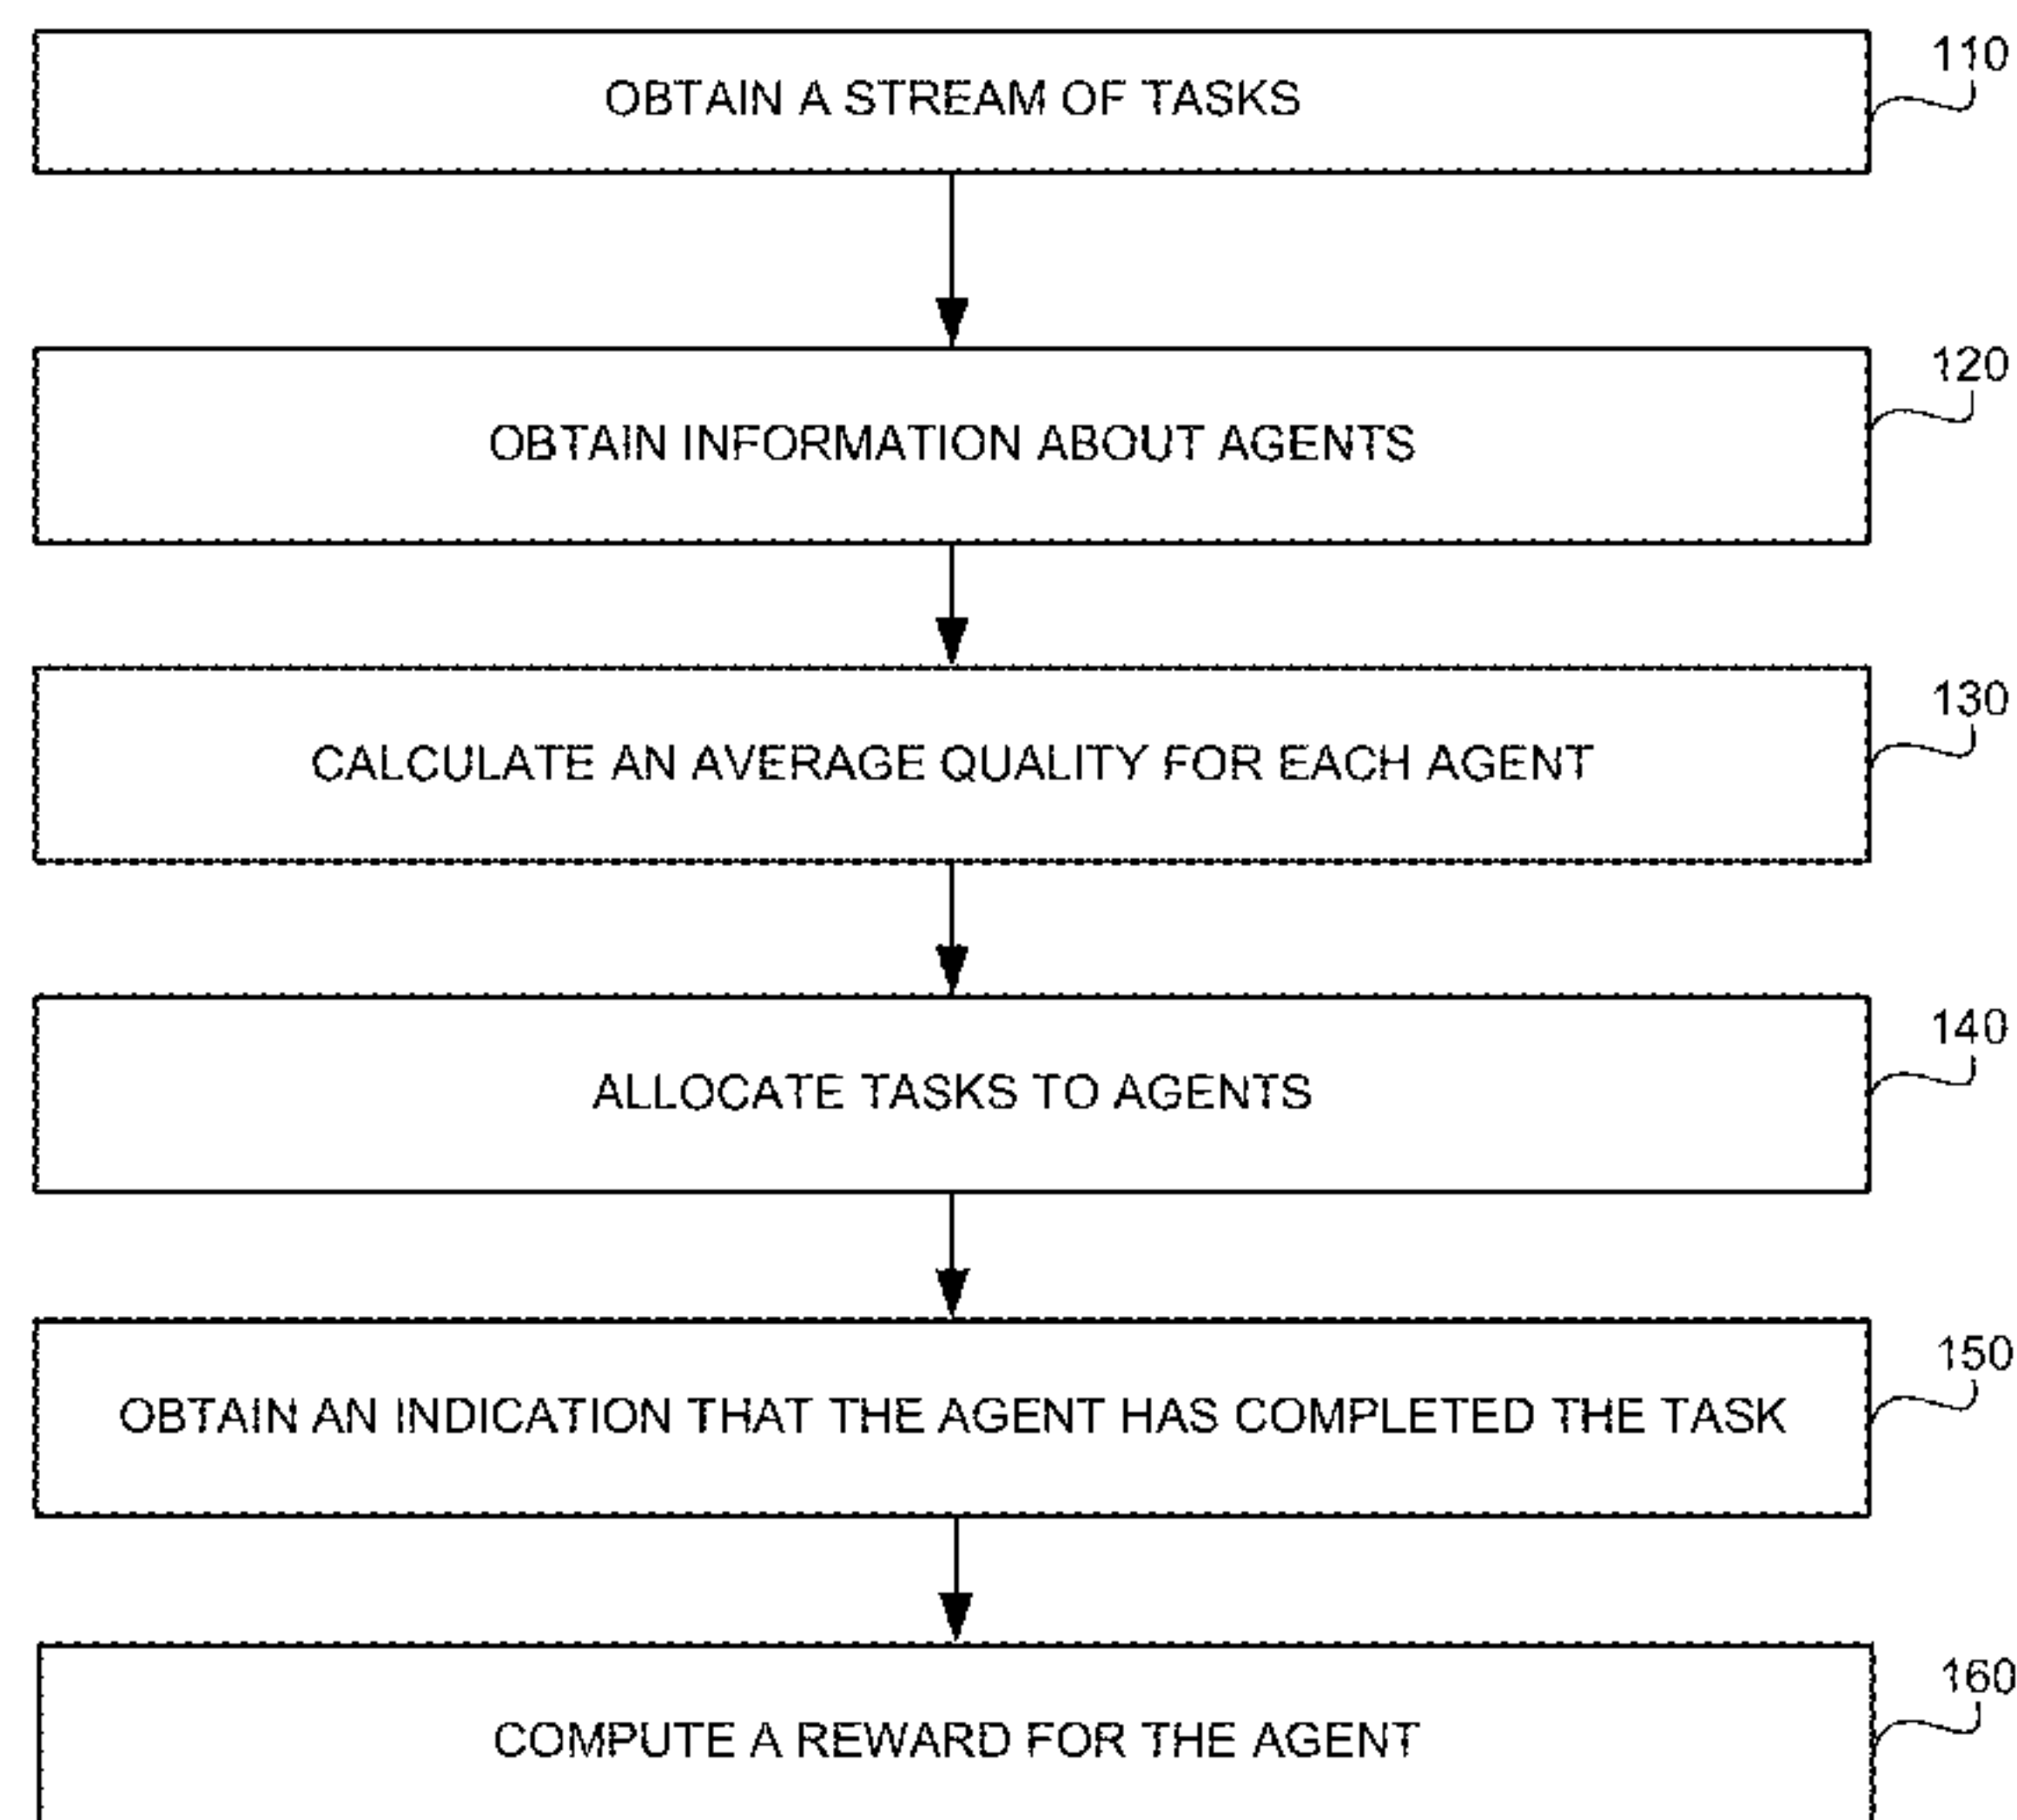 OBTAIN A STREAM OF TASKS
110
OBTAIN INFORMATION ABOUT AGENTS
120
CALCULATE AN AVERAGE QUALITY FOR EACH AGENT
130
ALLOCATE TASKS TO AGENTS
140
OBTAIN AN INDICATION THAT THE AGENT HAS COMPLETED THE TASK
150
COMPUTE A REWARD FOR THE AGENT
160